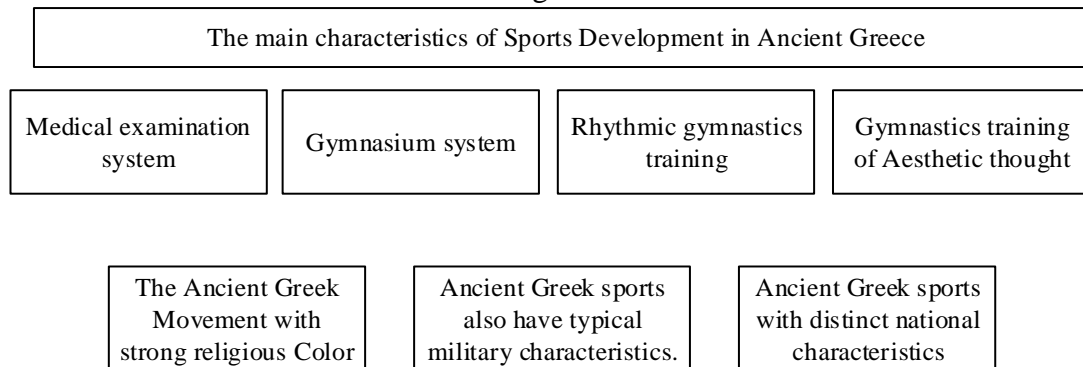 The main characteristics of Sports Development in Ancient Greece
Medical examination
system
Gymnasium system
Rhythmic gymnastics
training
Gymnastics training
of Aesthetic thought
The Ancient Greek
Movement with
strong religious Color
Ancient Greek sports
also have typical
military characteristics.
Ancient Greek sports
with distinct national
characteristics